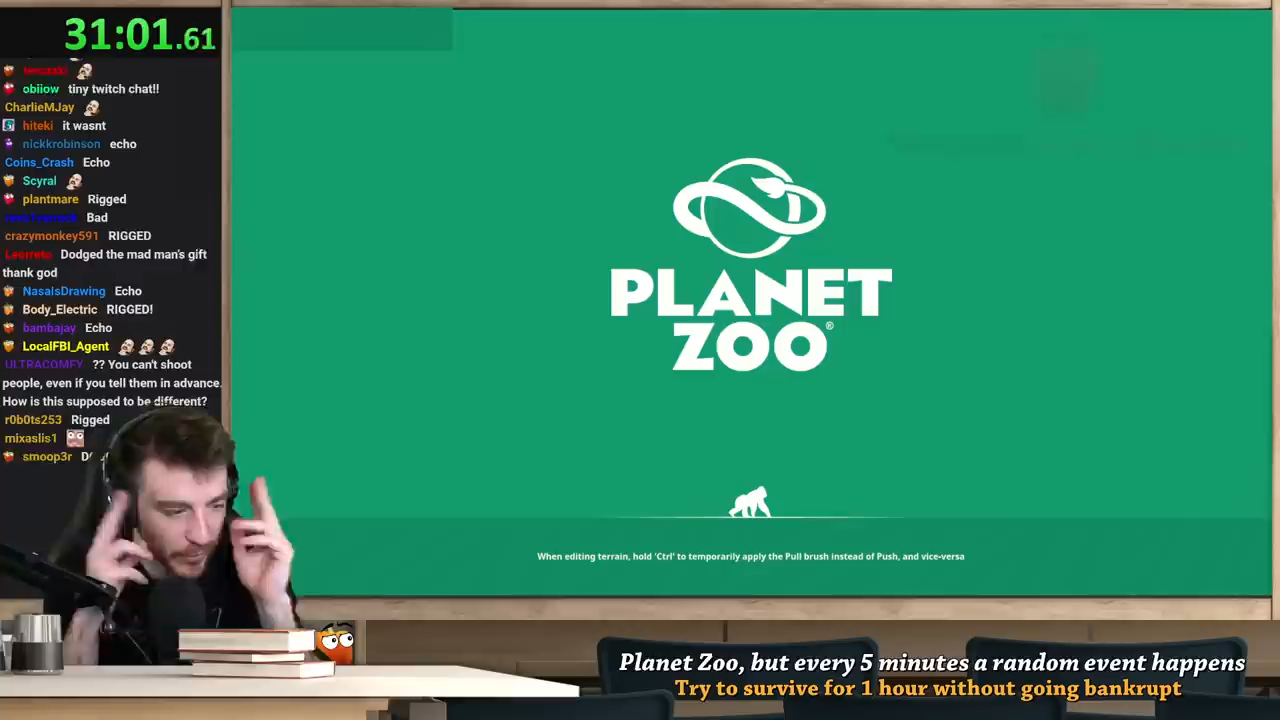 31:01.61
obiiow tiny twitch chat!!
CharlieMJay
hiteki it wasnt
nickkrobinson echo
Coins_Crash Echo
Scyral
plantmare Rigged
Bad
crazymonkey591 RIGGED
Leorreto Dodged the mad man's gift
thank god
NasalsDrawing Echo
Body_Electric RIGGED!
bambajay Echo
LocalFBI_Agent
ULTRACOMFY ?? You can't shoot
people, even if you tell them in advance.
How is this supposed to be different?
r0b0ts253 Rigged
mixaslis1
smoop3r
PLANET
ZOO®
When editing terrain, hold 'Ctrl' to temporarily apply the Pull brush instead of Push, and vice-versa
Planet Zoo, but every 5 minutes a random event happens
Try to survive for 1 hour without going bankrupt